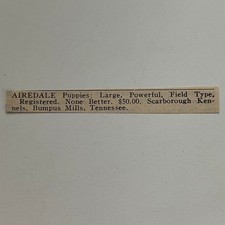 AIREDALE Puppies: Large, Powerful, Field Type,
Registered. None Better. $50.00. Scarborough Ken-
nels, Bumpus Mills, Tennessee.